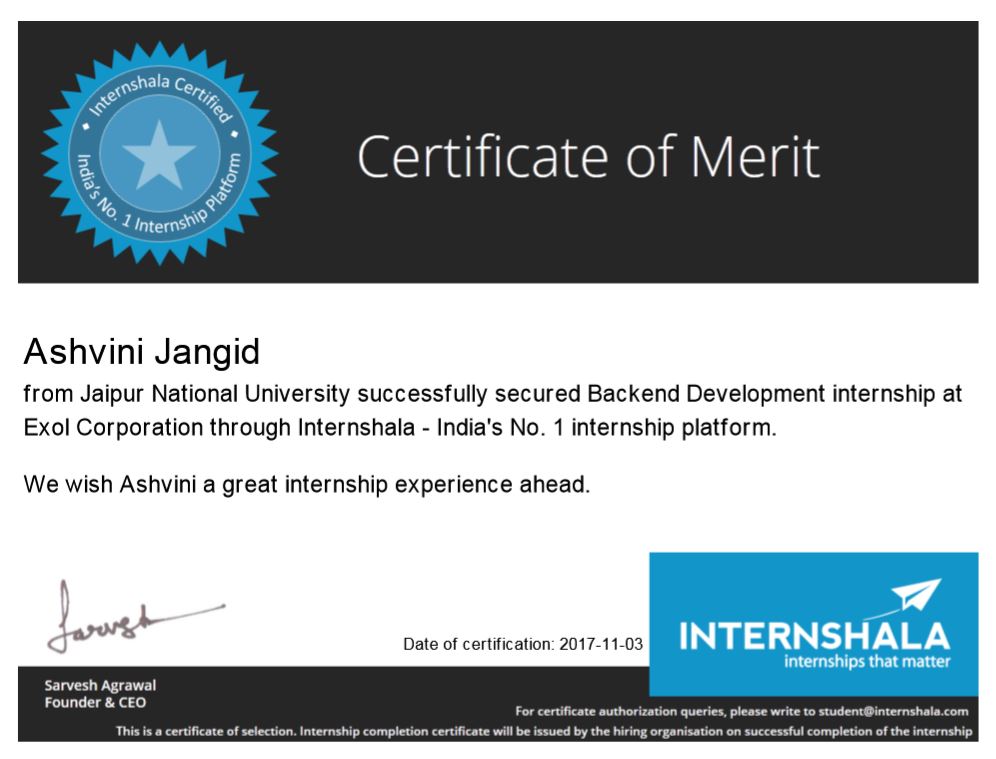 Internshala Certified
India's No. 1 Internship Platform
Certificate of Merit
Ashvini Jangid
from Jaipur National University successfully secured Backend Development internship at
Exol Corporation through Internshala - India's No. 1 internship platform.
We wish Ashvini a great internship experience ahead.
Sarvesh
Date of certification: 2017-11-03
INTERNSHALA
internships that matter
Sarvesh Agrawal
Founder & CEO
For certificate authorization queries, please write to student@internshala.com
This is a certificate of selection. Internship completion certificate will be issued by the hiring organisation on successful completion of the internship